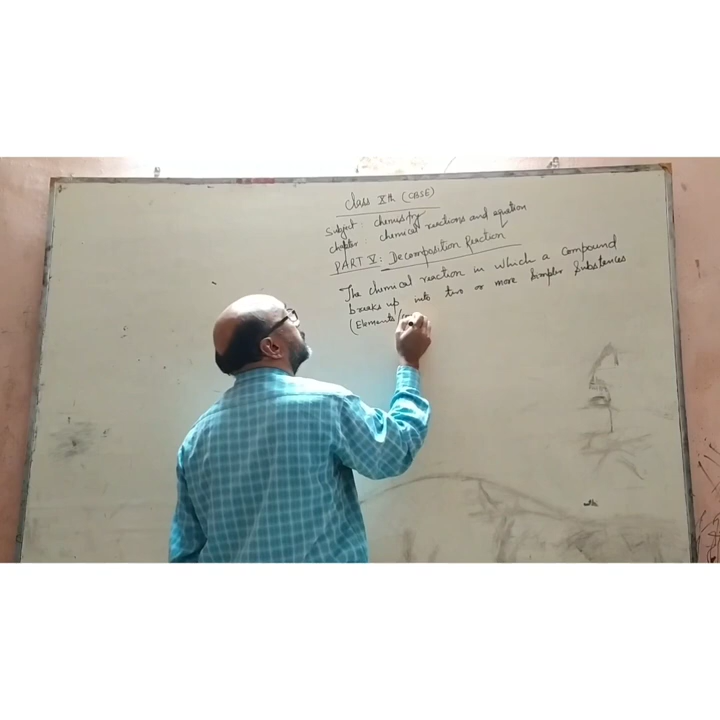 Class Xth (CBSE)
Subject: chemistry
chapter: chemical reactions and equation
PART V: Decomposition Reaction
The chemical reaction in which a compound
breaks up into two or more simpler substances
(Elements/